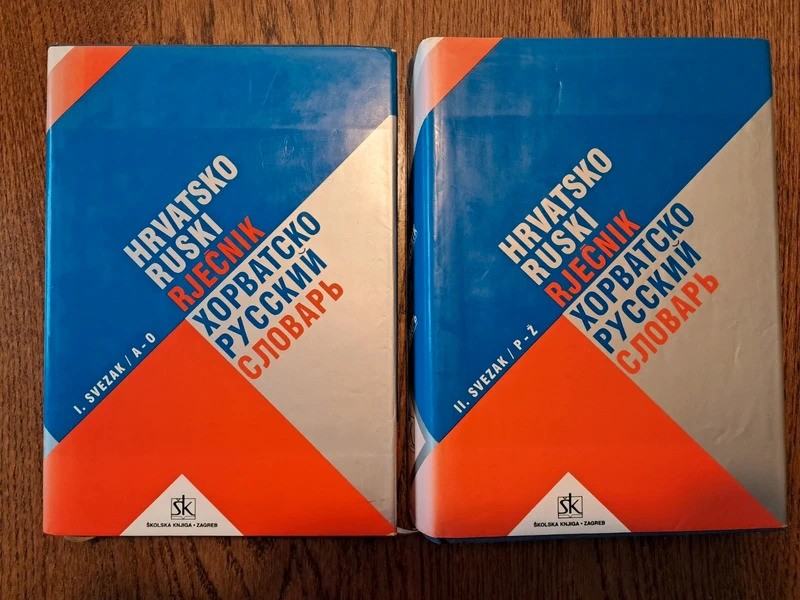 HRVATSKO
RUSKI
RJEČNIK
ХОРВАТСКО
РУССКИЙ
СЛОВАРЬ
I. SVEZAK / A - O
ŠK
ŠKOLSKA KNJIGA • ZAGREB
HRVATSKO
RUSKI
RJEČNIK
ХОРВАТСКО
РУССКИЙ
СЛОВАРЬ
II. SVEZAK / P - Ž
ŠK
ŠKOLSKA KNJIGA • ZAGREB